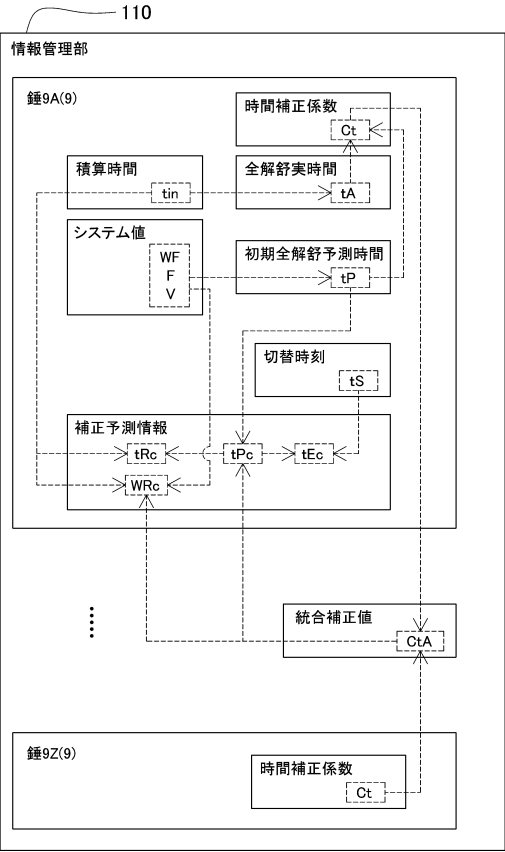 110
情報管理部
錘9A(9)
時間補正係数
Ct
積算時間
tin
全解舒実時間
tA
システム値
WF
F
V
初期全解舒予測時間
tP
切替時刻
tS
補正予測情報
tRc
tPc
tEc
WRc
統合補正値
CtA
錘9Z(9)
時間補正係数
Ct